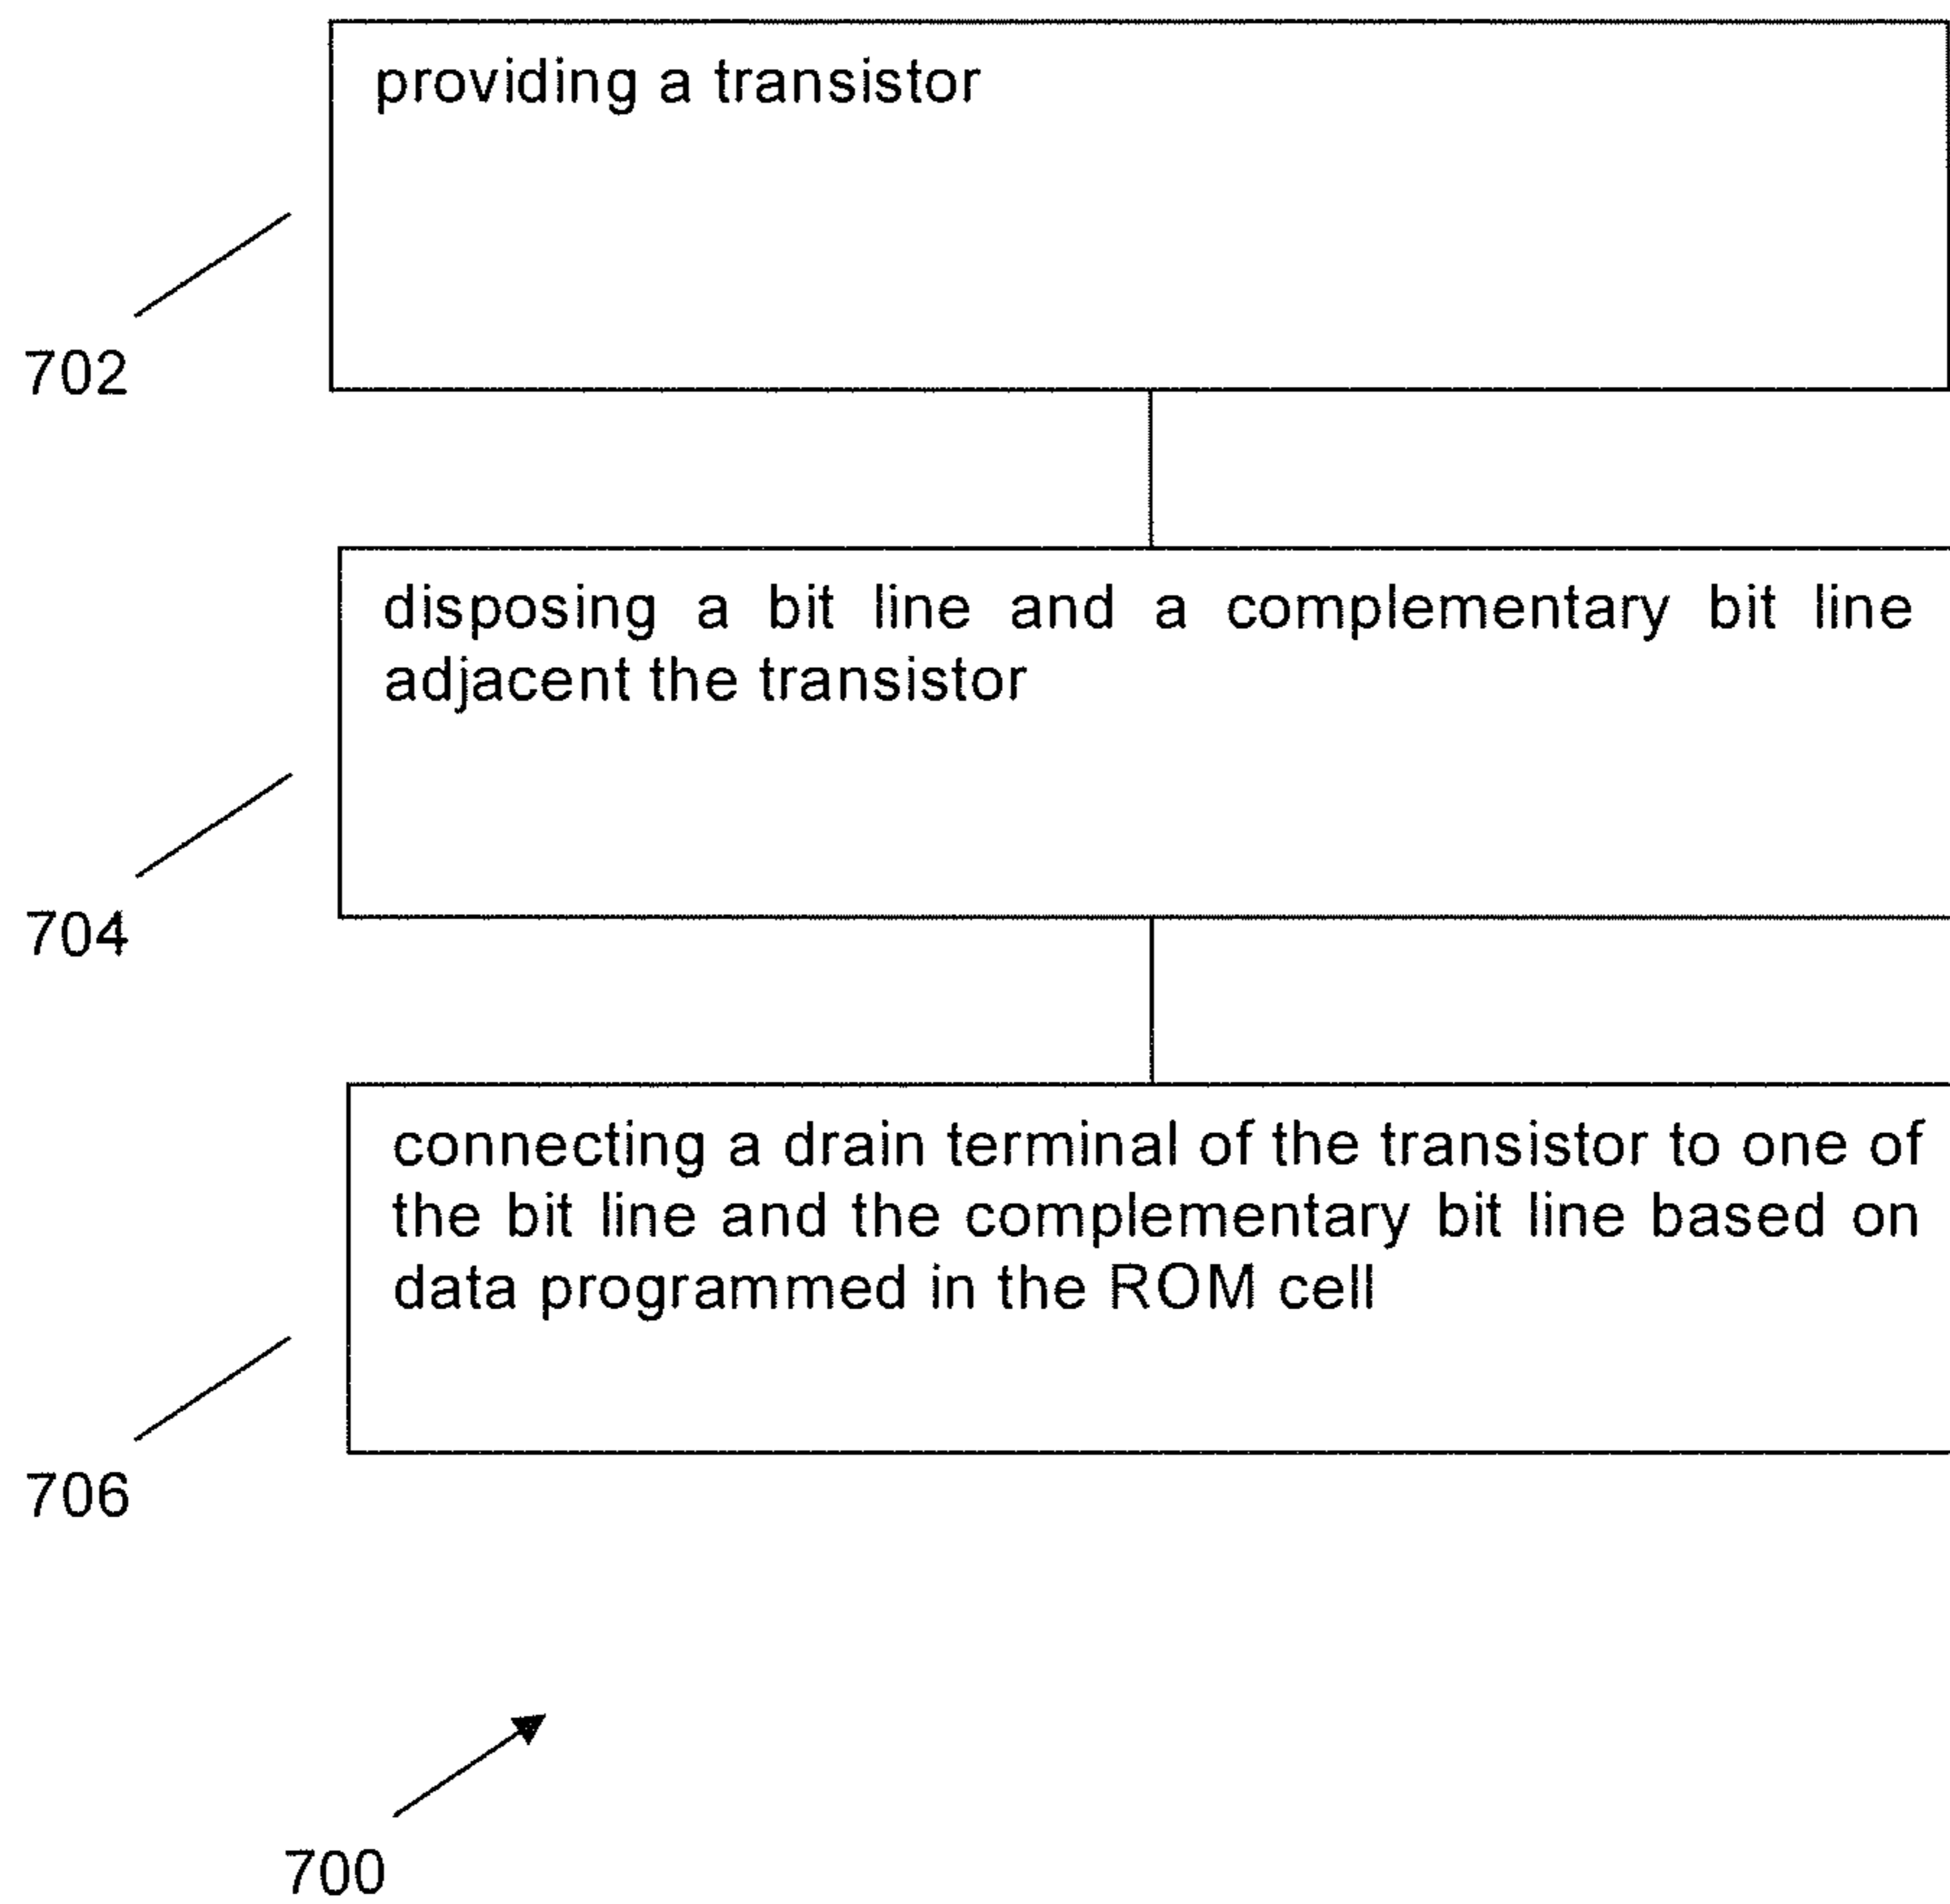 providing a transistor
702
disposing a bit line and a complementary bit line
adjacent the transistor
704
connecting a drain terminal of the transistor to one of
the bit line and the complementary bit line based on
data programmed in the ROM cell
706
700